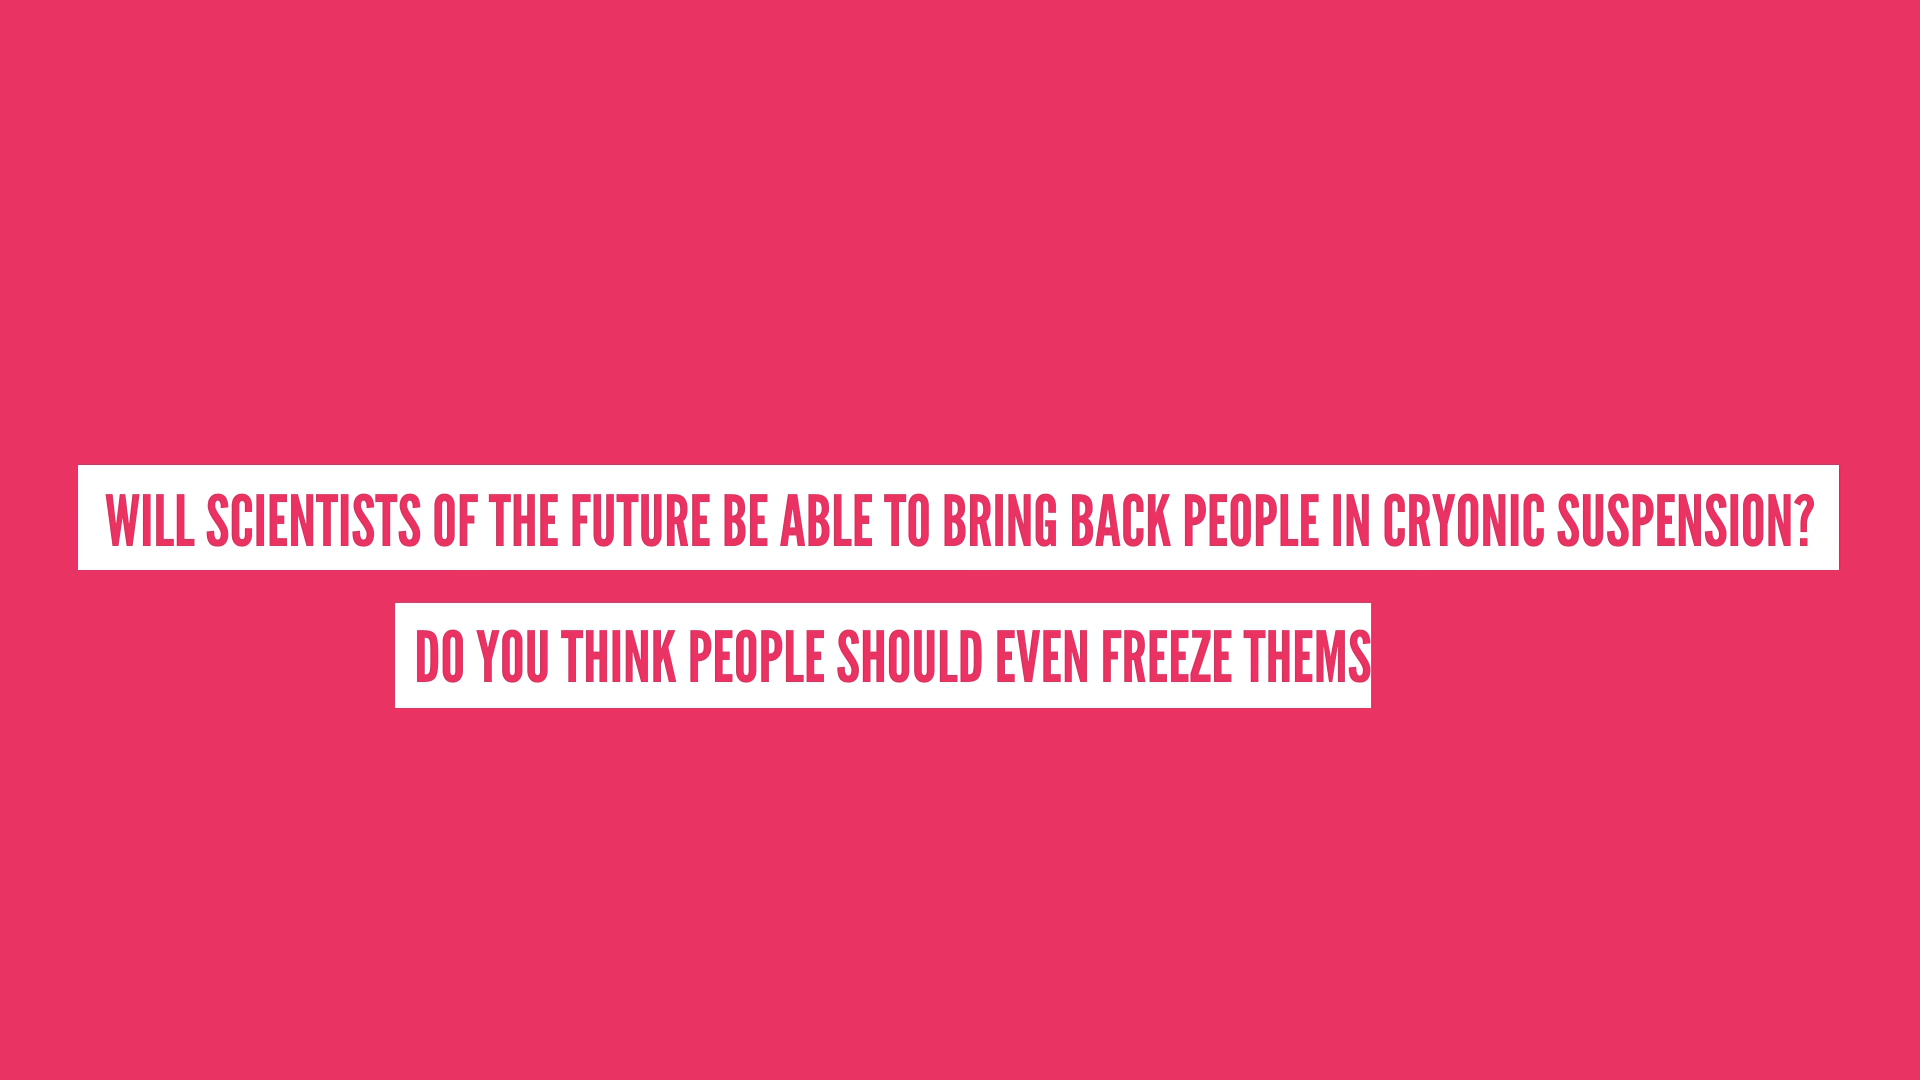 WILL SCIENTISTS OF THE FUTURE BE ABLE TO BRING BACK PEOPLE IN CRYONIC SUSPENSION?
DO YOU THINK PEOPLE SHOULD EVEN FREEZE THEMS